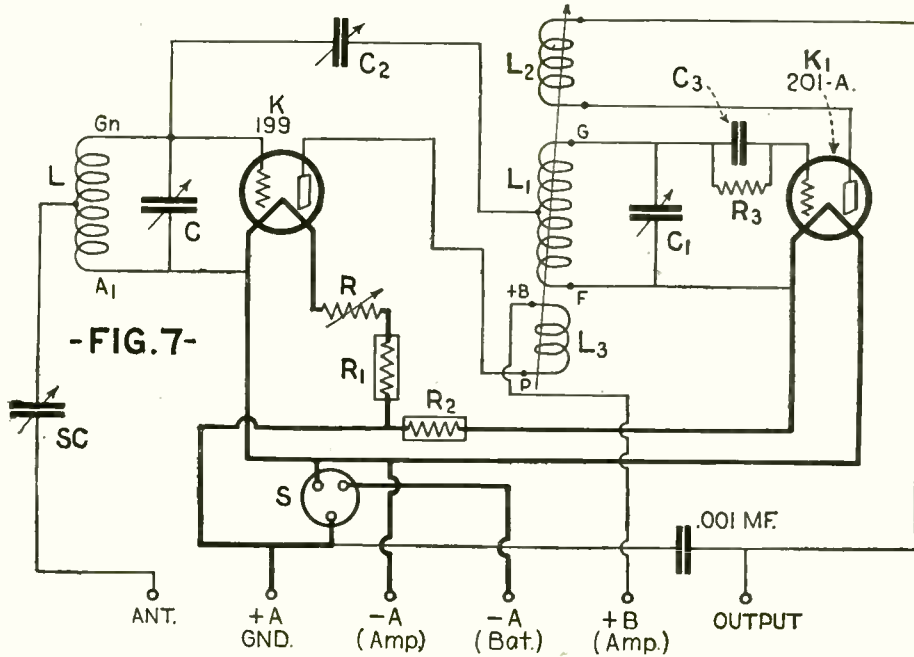 C2
L2
C3
K1
201-A.
K
199
Gn
G
L
L1
C
C1
R3
A1
F
+B
R
L3
-FIG.7-
R1
P
R2
SC
S
.001 MF.
ANT.
+A
GND.
-A
(Amp.)
-A
(Bat.)
+B
(Amp.)
OUTPUT